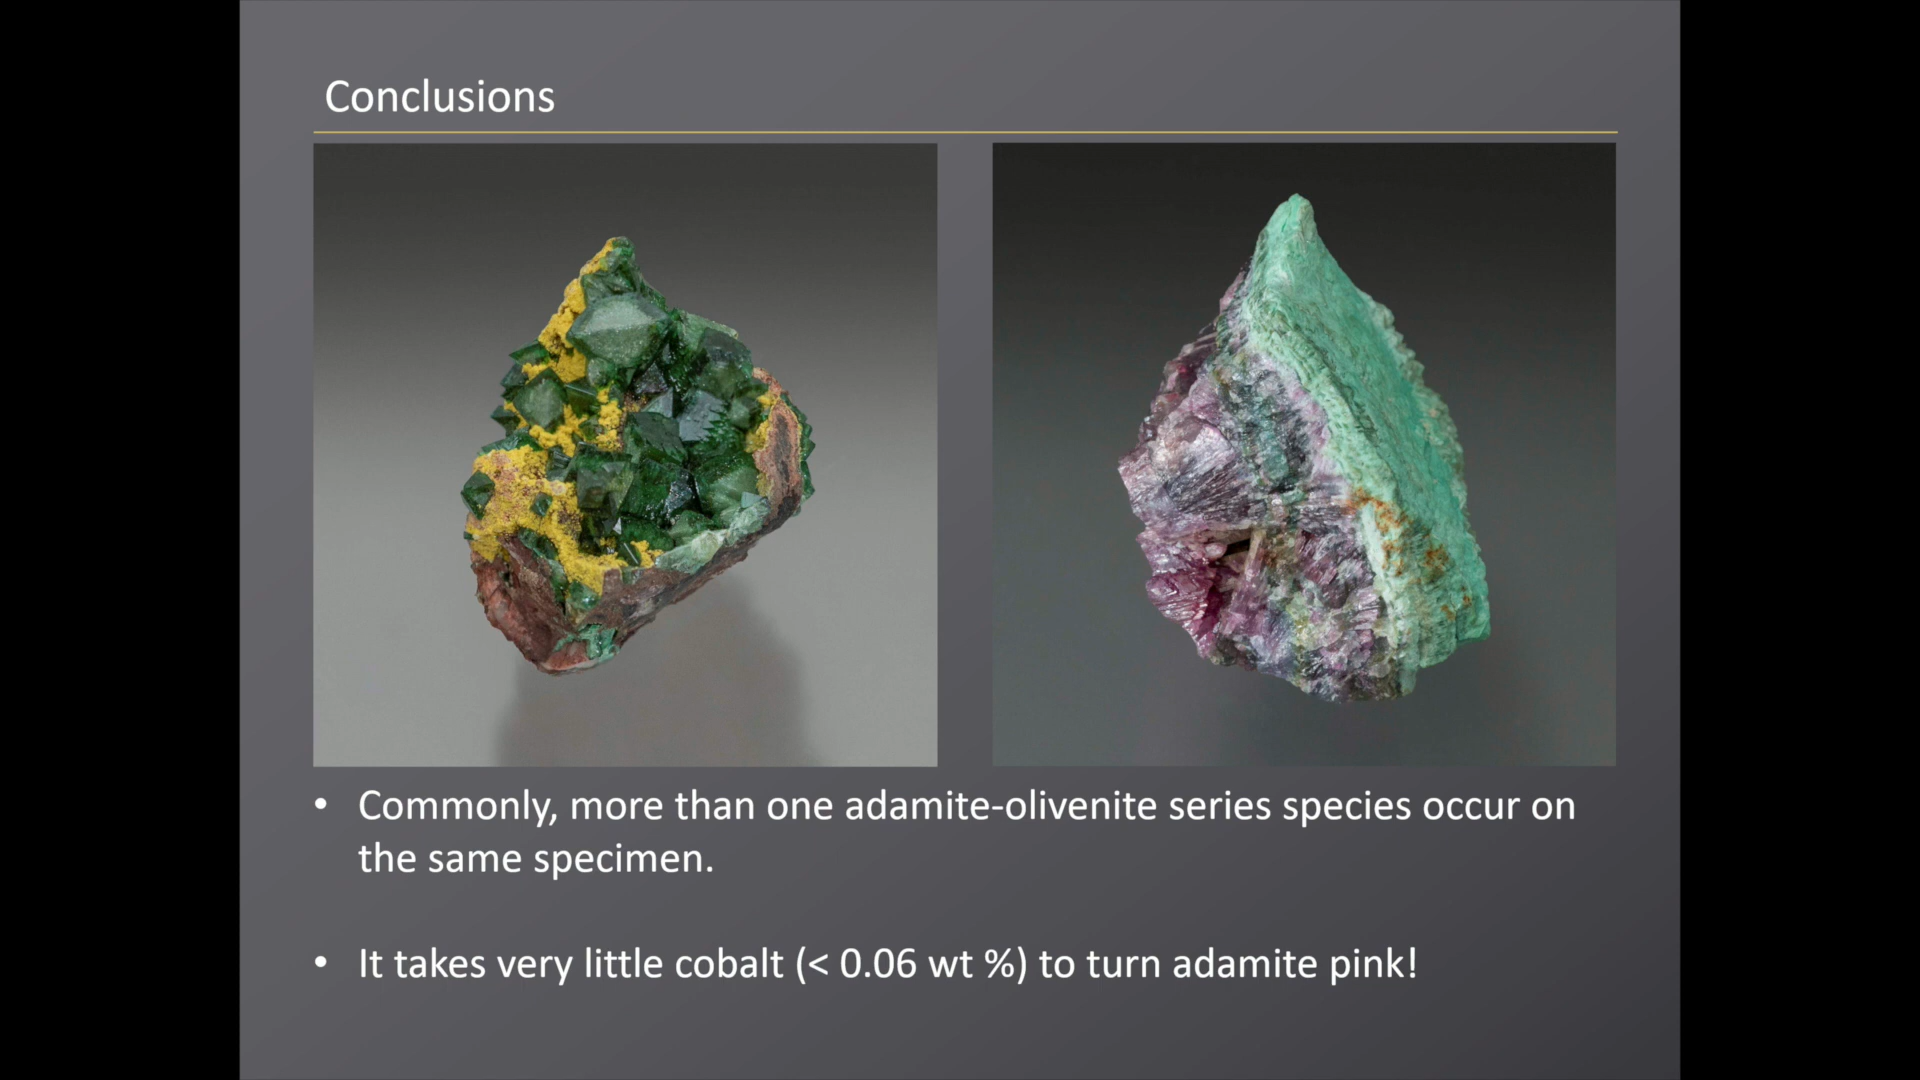 Conclusions
• Commonly, more than one adamite-olivenite series species occur on
the same specimen.
• It takes very little cobalt (< 0.06 wt %) to turn adamite pink!